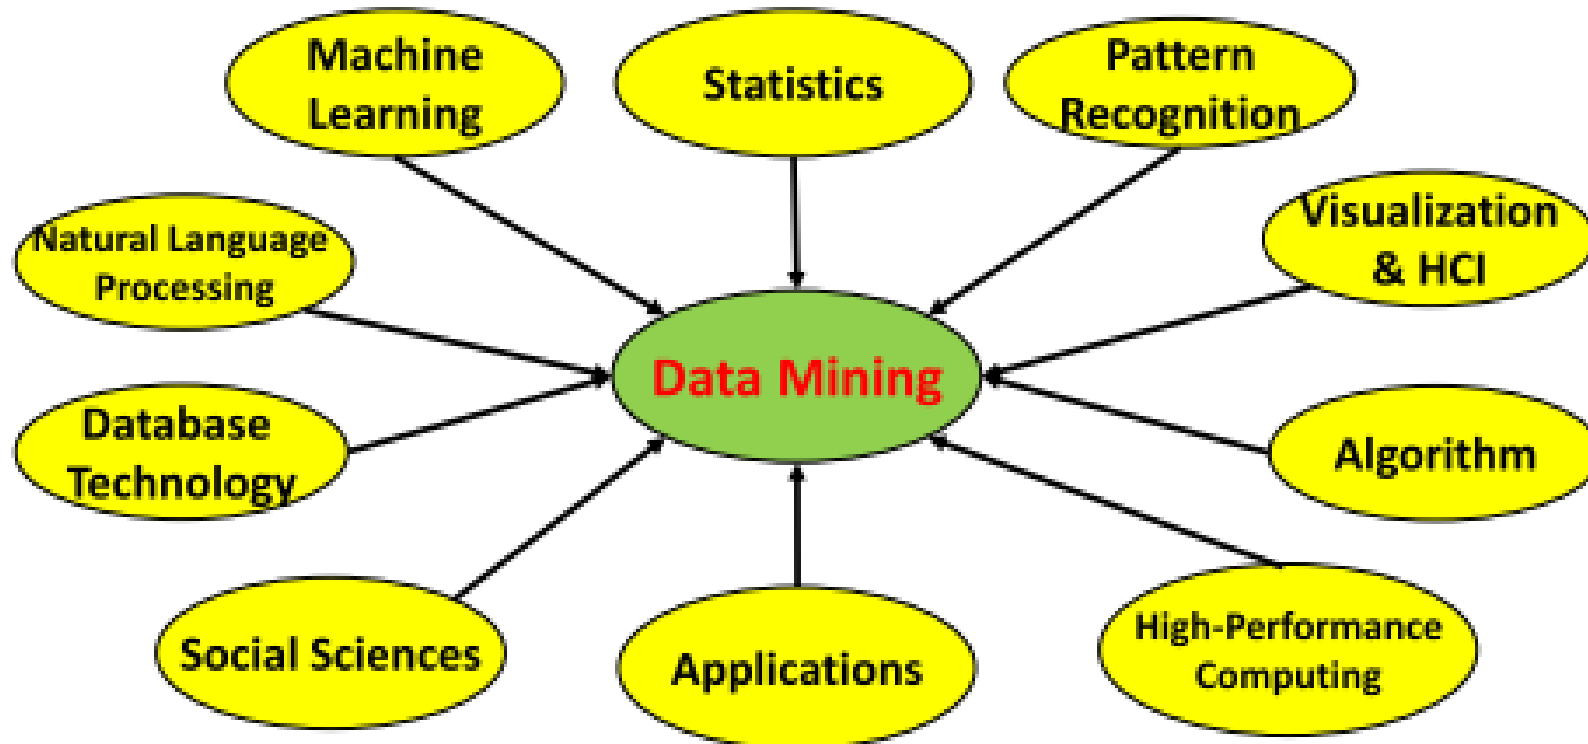 Machine
Learning
Statistics
Pattern
Recognition
Natural Language
Processing
Visualization
& HCI
Data Mining
Database
Technology
Algorithm
Social Sciences
Applications
High-Performance
Computing